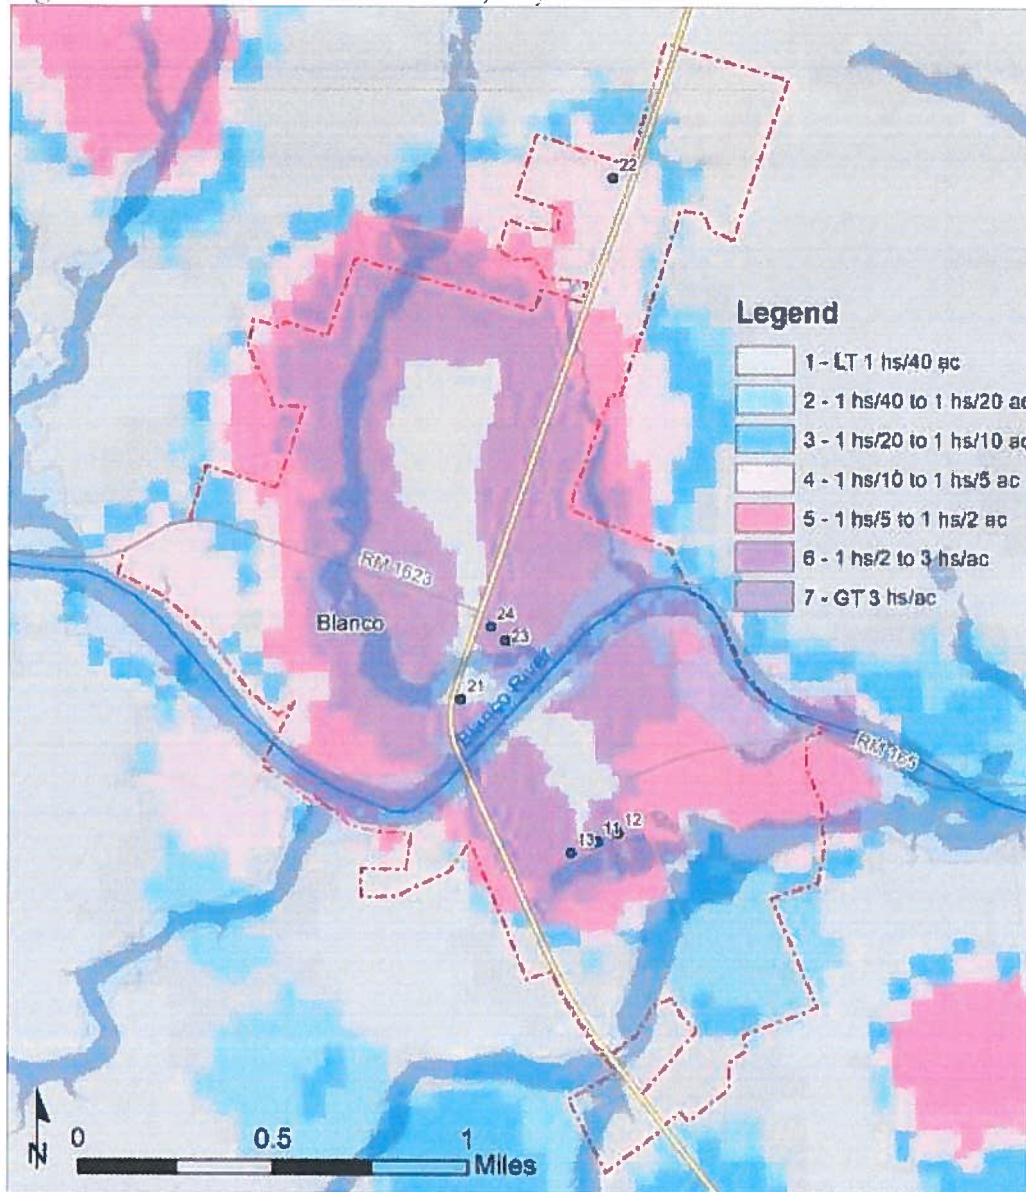 22
Legend
1 - LT 1 hs/40 ac
2 - 1 hs/40 to 1 hs/20 ac
3 - 1 hs/20 to 1 hs/10 ac
4 - 1 hs/10 to 1 hs/5 ac
5 - 1 hs/5 to 1 hs/2 ac
6 - 1 hs/2 to 3 hs/ac
7 - GT 3 hs/ac
RM 1623
Blanco
24
23
21
Blanco River
RM 165
12
11
13
N
0 0.5 1
Miles